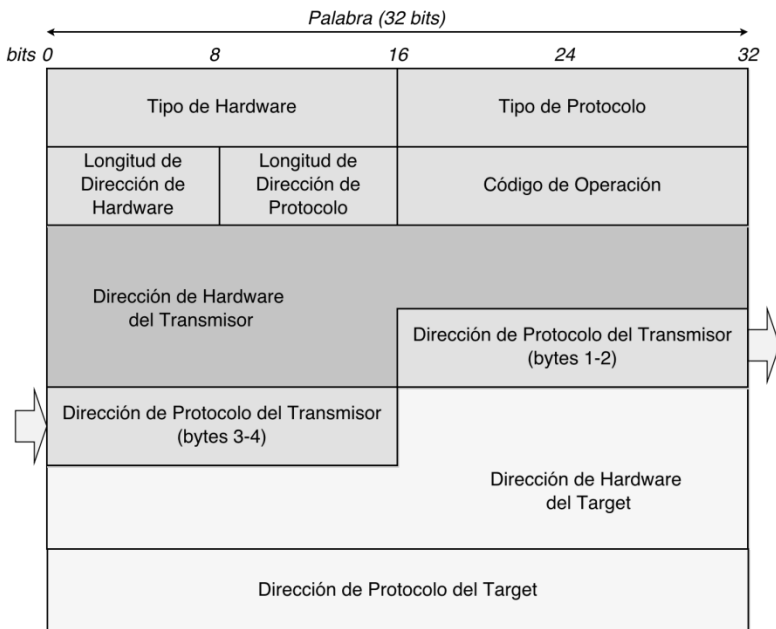 Palabra (32 bits)
bits 0 8 16 24 32
Tipo de Hardware Tipo de Protocolo
Longitud de
Dirección de
Hardware
Longitud de
Dirección de
Protocolo
Código de Operación
Dirección de Hardware
del Transmisor
Dirección de Protocolo del Transmisor
(bytes 1-2)
Dirección de Protocolo del Transmisor
(bytes 3-4)
Dirección de Hardware
del Target
Dirección de Protocolo del Target